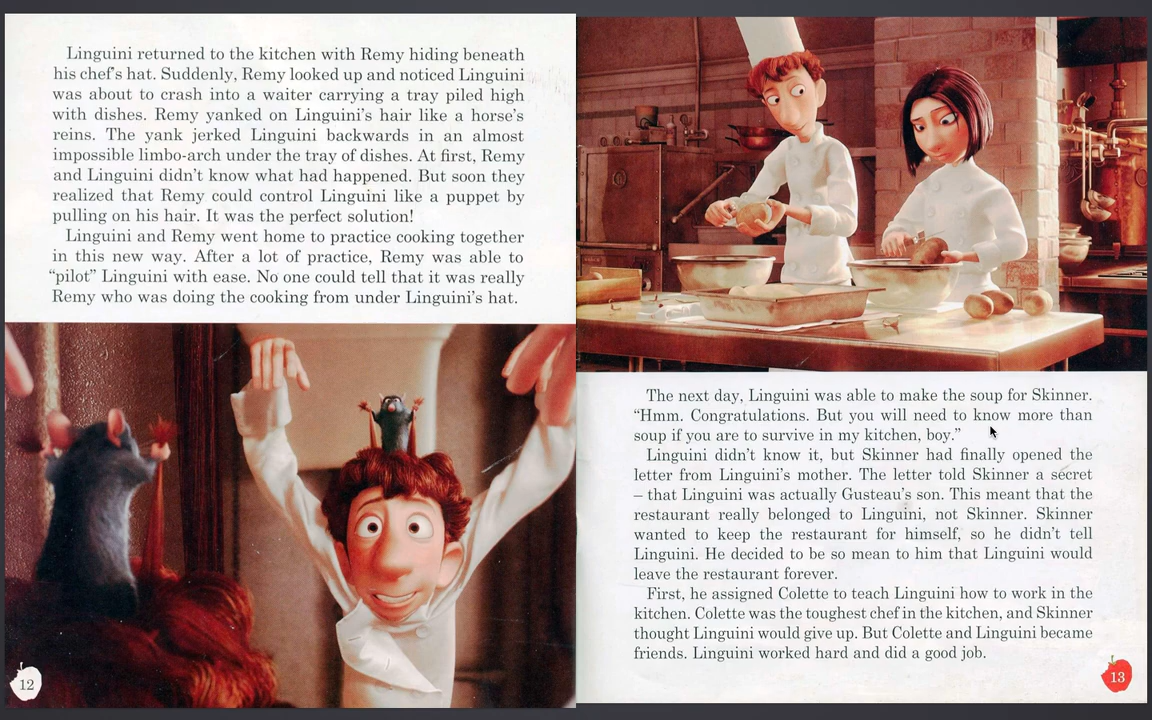 Linguini returned to the kitchen with Remy hiding beneath
his chef's hat. Suddenly, Remy looked up and noticed Linguini
was about to crash into a waiter carrying a tray piled high
with dishes. Remy yanked on Linguini's hair like a horse's
reins. The yank jerked Linguini backwards in an almost
impossible limbo-arch under the tray of dishes. At first, Remy
and Linguini didn't know what had happened. But soon they
realized that Remy could control Linguini like a puppet by
pulling on his hair. It was the perfect solution!
Linguini and Remy went home to practice cooking together
in this new way. After a lot of practice, Remy was able to
“pilot” Linguini with ease. No one could tell that it was really
Remy who was doing the cooking from under Linguini's hat.
12
The next day, Linguini was able to make the soup for Skinner.
“Hmm. Congratulations. But you will need to know more than
soup if you are to survive in my kitchen, boy.”
Linguini didn't know it, but Skinner had finally opened the
letter from Linguini's mother. The letter told Skinner a secret
– that Linguini was actually Gusteau's son. This meant that the
restaurant really belonged to Linguini, not Skinner. Skinner
wanted to keep the restaurant for himself, so he didn't tell
Linguini. He decided to be so mean to him that Linguini would
leave the restaurant forever.
First, he assigned Colette to teach Linguini how to work in the
kitchen. Colette was the toughest chef in the kitchen, and Skinner
thought Linguini would give up. But Colette and Linguini became
friends. Linguini worked hard and did a good job.
13